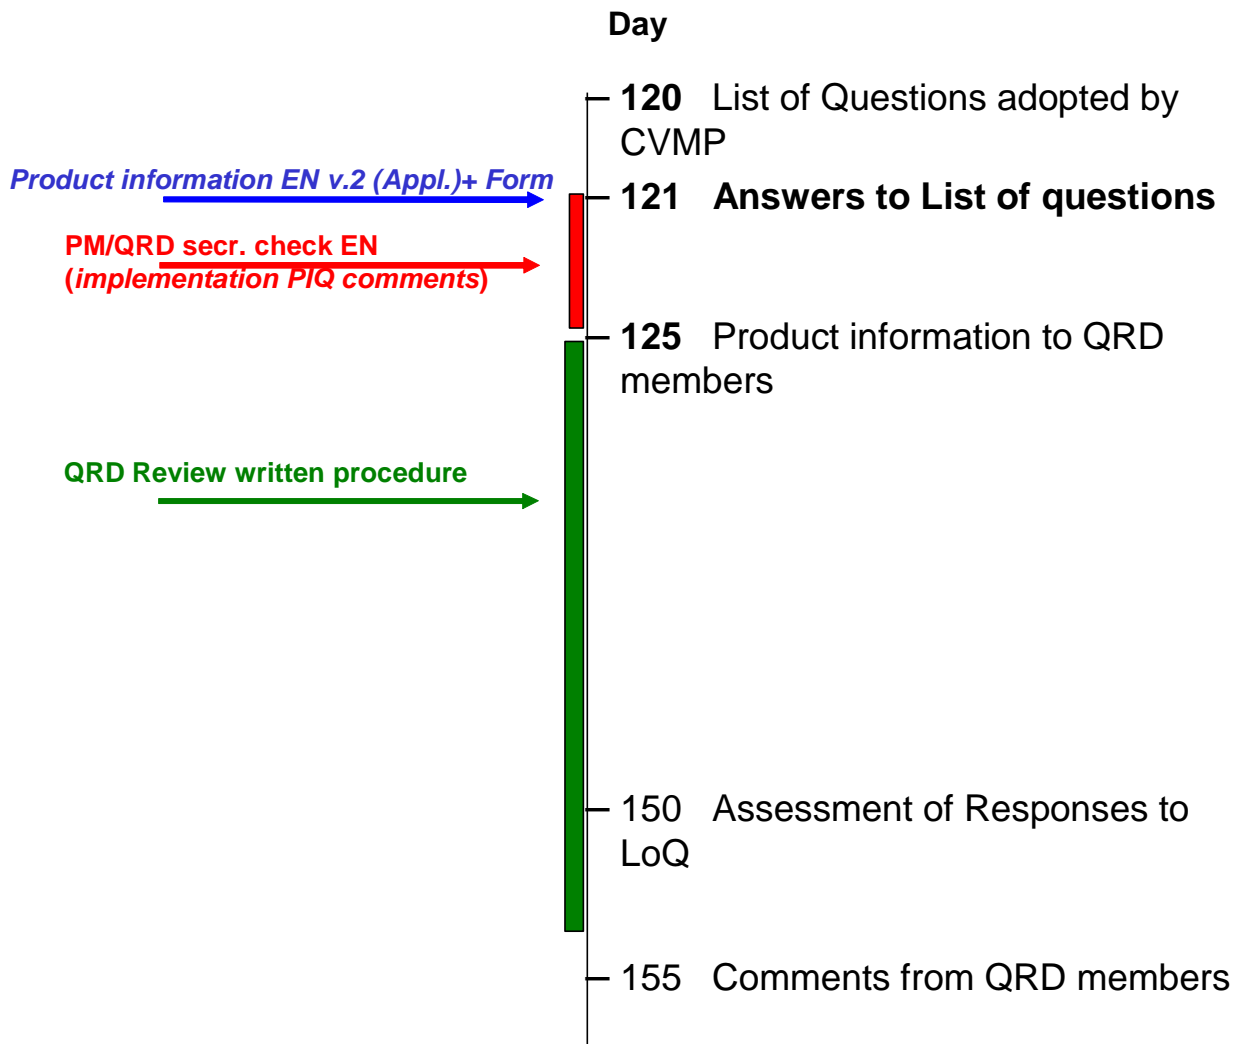 Day
120 List of Questions adopted by
CVMP
Product information EN v.2 (Appl.)+ Form
121 Answers to List of questions
PM/QRD secr. check EN
(implementation PIQ comments)
125 Product information to QRD
members
QRD Review written procedure
150 Assessment of Responses to
LoQ
155 Comments from QRD members